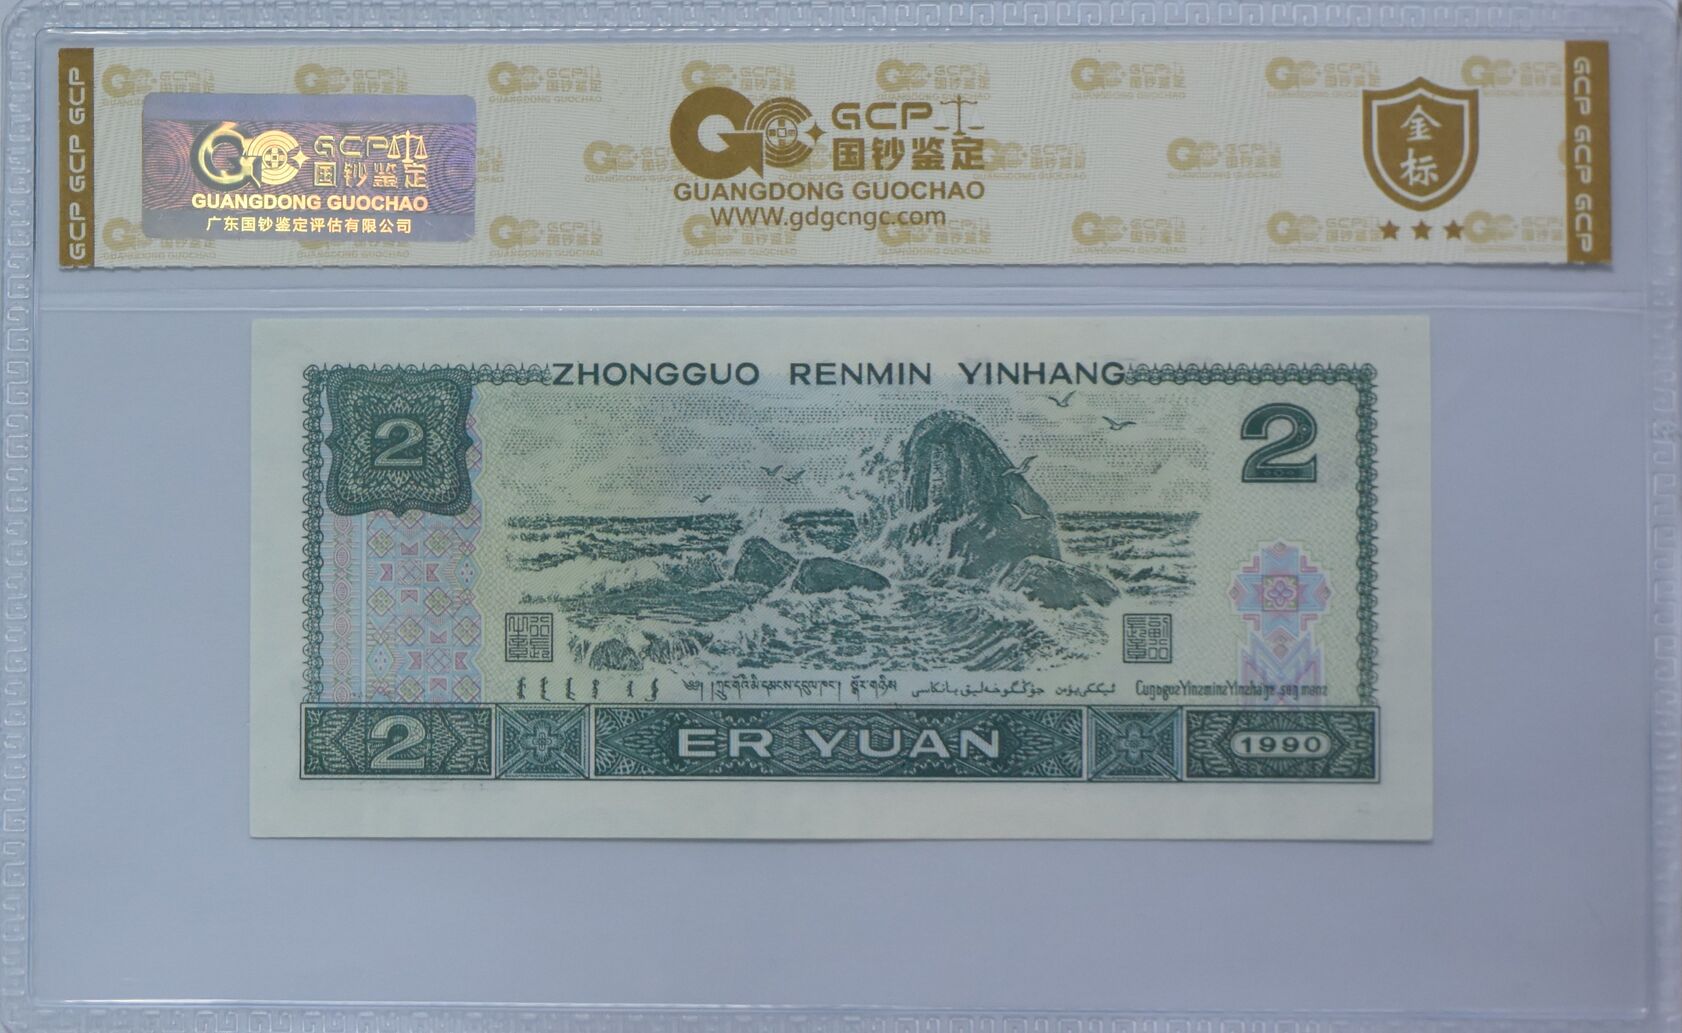 GCP GCP GCP
GCP
国钞鉴定
GUANGDONG GUOCHAO
广东国钞鉴定评估有限公司
GCP
国钞鉴定
GUANGDONG GUOCHAO
WWW.gdgcngc.com
金标
GCP GCP GCP
ZHONGGUO RENMIN YINHANG
2
2
2
ER YUAN
1990